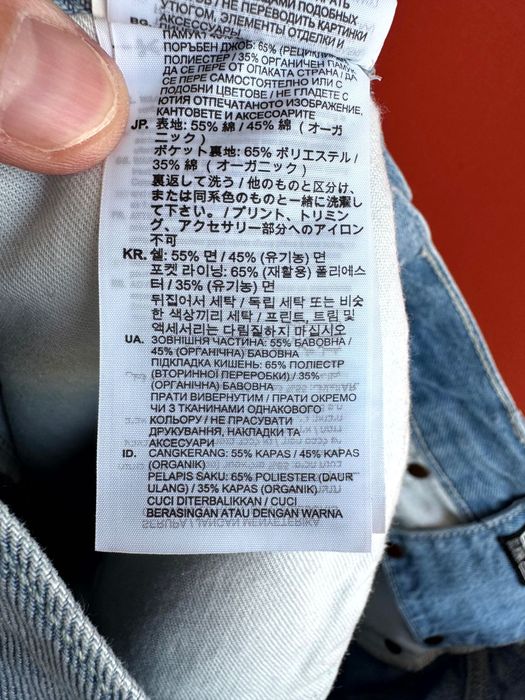 УТЮГОМ, ЭЛЕМЕНТЫ ОТДЕЛКИ И
АКСЕССУАРЫ / НЕ ПЕРЕВОДИТЬ КАРТИНКИ
BG.
ПОРЪБЕН ДЖОБ: 65% (РЕЦИКЛИ
ПОЛИЕСТЕР / 35% ОРГАНИЧЕН ПАМУК
ДА СЕ ПЕРЕ ОТ ОПАКАТА СТРАНА / ДА
СЕ ПЕРЕ САМОСТОЯТЕЛНО ИЛИ С
ПОДОБНИ ЦВЕТОВЕ / НЕ ГЛАДЕТЕ С
ЮТИЯ ОТПЕЧАТАНОТО ИЗОБРАЖЕНИЕ,
КАНТОВЕТЕ И АКСЕСОАРИТЕ
JP. 表地: 55% 綿 / 45% 綿 (オーガ
ニック)
ポケット裏地: 65% ポリエステル /
35% 綿 (オーガニック)
裏返して洗う / 他のものと区分け、
または同系色のものと一緒に洗濯し
て下さい。/ プリント、トリミン
グ、アクセサリー部分へのアイロン
不可
KR. 쉘: 55% 면 / 45% (유기농) 면
포켓 라이닝: 65% (재활용) 폴리에스
터 / 35% (유기농) 면
뒤집어서 세탁 / 독립 세탁 또는 비슷
한 색상끼리 세탁 / 프린트, 트림 및
액세서리는 다림질하지 마십시오
UA. ЗОВНІШНЯ ЧАСТИНА: 55% БАВОВНА /
45% (ОРГАНІЧНА) БАВОВНА
ПІДКЛАДКА КИШЕНЬ: 65% ПОЛІЕСТР
(ВТОРИННОЇ ПЕРЕРОБКИ) / 35%
(ОРГАНІЧНА) БАВОВНА
ПРАТИ ВИВЕРНУТИМ / ПРАТИ ОКРЕМО
ЧИ З ТКАНИНАМИ ОДНАКОВОГО
КОЛЬОРУ / НЕ ПРАСУВАТИ
ДРУКУВАННЯ, НАКЛАДКИ ТА
АКСЕСУАРИ
ID. CANGKERANG: 55% KAPAS / 45% KAPAS
(ORGANIK)
PELAPIS SAKU: 65% POLIESTER (DAUR
ULANG) / 35% KAPAS (ORGANIK)
CUCI DITERBALIKKAN / CUCI
BERASINGAN ATAU DENGAN WARNA
SERUPA / JANGAN MENYETERIKA